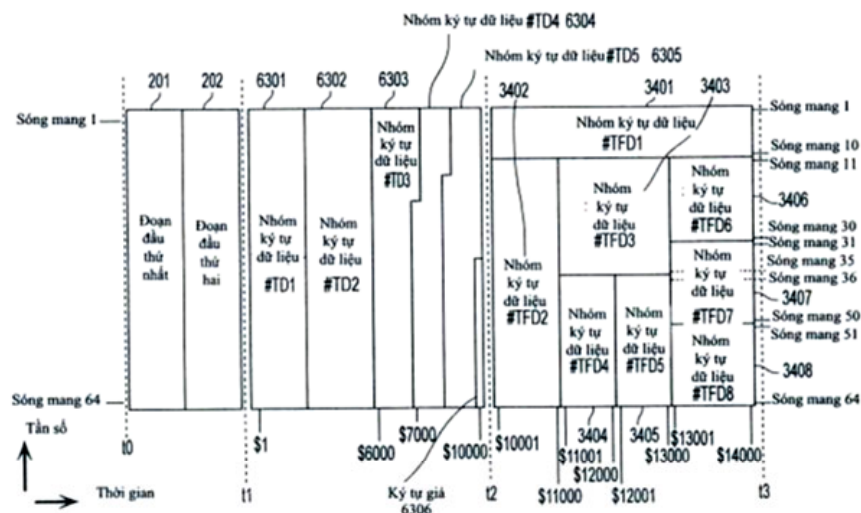 Nhóm ký tự dữ liệu #TD4 6304
Nhóm ký tự dữ liệu #TD5 6305
201
202
6301
6302
6303
3402
3401
3403
Sóng mang 1
Sóng mang 64
Đoạn
đầu
thứ
nhất
Đoạn
đầu
thứ
hai
Nhóm
ký tự
dữ liệu
#TD1
Nhóm
ký tự
dữ liệu
#TD2
Nhóm
ký tự
dữ liệu
#TD3
Nhóm ký tự dữ liệu
#TFD1
Nhóm
ký tự
dữ liệu
#TFD2
Nhóm
ký tự
dữ liệu
#TFD3
Nhóm
ký tự
dữ liệu
#TFD4
Nhóm
ký tự
dữ liệu
#TFD5
Nhóm
ký tự
dữ liệu
#TFD6
Nhóm
ký tự
dữ liệu
#TFD7
Nhóm
ký tự
dữ liệu
#TFD8
Sóng mang 1
Sóng mang 10
Sóng mang 11
3406
Sóng mang 30
Sóng mang 31
Sóng mang 35
Sóng mang 36
3407
Sóng mang 50
Sóng mang 51
3408
Sóng mang 64
Tần số
Thời gian
t0
t1
t2
t3
$1
$6000
$7000
$10000
Ký tự giả
6306
$10001
$11000
$11001
3404
$12000
$12001
3405
$13000
$13001
$14000